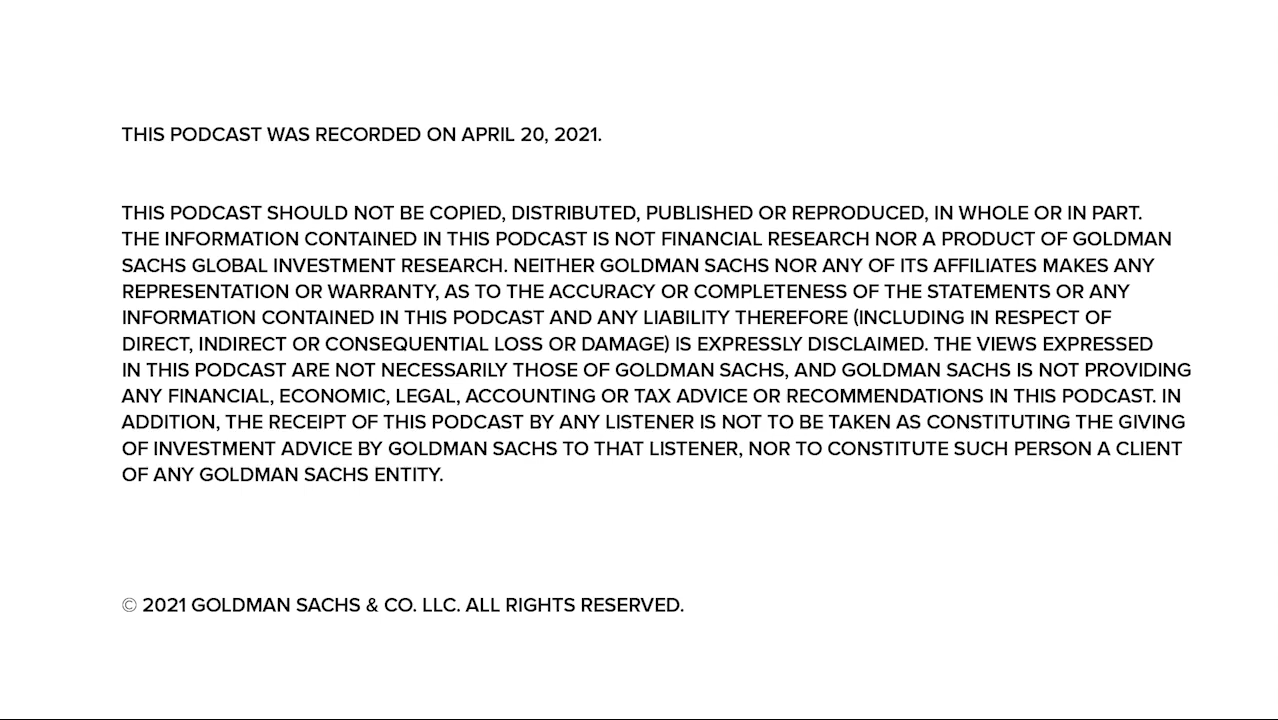 THIS PODCAST WAS RECORDED ON APRIL 20, 2021.
THIS PODCAST SHOULD NOT BE COPIED, DISTRIBUTED, PUBLISHED OR REPRODUCED, IN WHOLE OR IN PART.
THE INFORMATION CONTAINED IN THIS PODCAST IS NOT FINANCIAL RESEARCH NOR A PRODUCT OF GOLDMAN
SACHS GLOBAL INVESTMENT RESEARCH. NEITHER GOLDMAN SACHS NOR ANY OF ITS AFFILIATES MAKES ANY
REPRESENTATION OR WARRANTY, AS TO THE ACCURACY OR COMPLETENESS OF THE STATEMENTS OR ANY
INFORMATION CONTAINED IN THIS PODCAST AND ANY LIABILITY THEREFORE (INCLUDING IN RESPECT OF
DIRECT, INDIRECT OR CONSEQUENTIAL LOSS OR DAMAGE) IS EXPRESSLY DISCLAIMED. THE VIEWS EXPRESSED
IN THIS PODCAST ARE NOT NECESSARILY THOSE OF GOLDMAN SACHS, AND GOLDMAN SACHS IS NOT PROVIDING
ANY FINANCIAL, ECONOMIC, LEGAL, ACCOUNTING OR TAX ADVICE OR RECOMMENDATIONS IN THIS PODCAST. IN
ADDITION, THE RECEIPT OF THIS PODCAST BY ANY LISTENER IS NOT TO BE TAKEN AS CONSTITUTING THE GIVING
OF INVESTMENT ADVICE BY GOLDMAN SACHS TO THAT LISTENER, NOR TO CONSTITUTE SUCH PERSON A CLIENT
OF ANY GOLDMAN SACHS ENTITY.
© 2021 GOLDMAN SACHS & CO. LLC. ALL RIGHTS RESERVED.